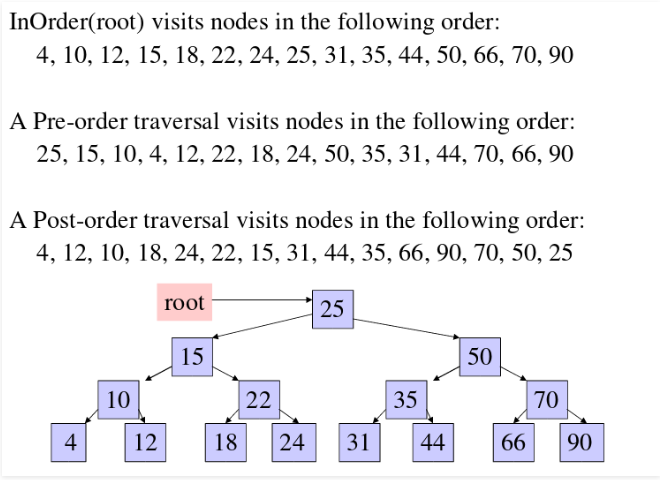 InOrder(root) visits nodes in the following order:
4, 10, 12, 15, 18, 22, 24, 25, 31, 35, 44, 50, 66, 70, 90
A Pre-order traversal visits nodes in the following order:
25, 15, 10, 4, 12, 22, 18, 24, 50, 35, 31, 44, 70, 66, 90
A Post-order traversal visits nodes in the following order:
4, 12, 10, 18, 24, 22, 15, 31, 44, 35, 66, 90, 70, 50, 25
root 25
15 50
10 22 35 70
4 12 18 24 31 44 66 90